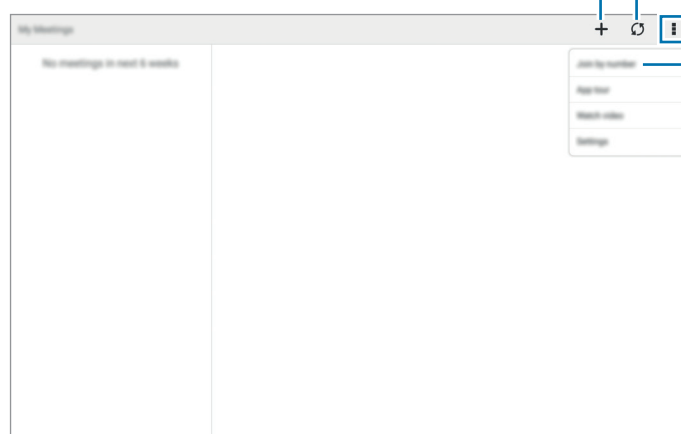 My Meetings
No meetings in next 6 weeks
Join by number
App tour
Watch video
Settings